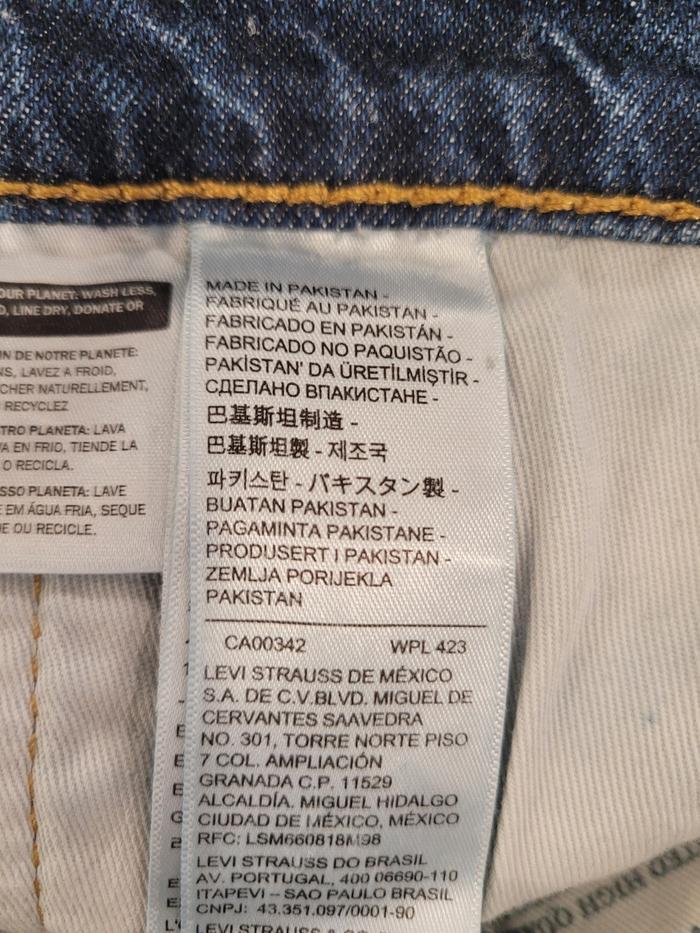 OUR PLANET: WASH LESS,
LINE DRY, DONATE OR
N DE NOTRE PLANETE:
NS, LAVEZ A FROID,
CHER NATURELLEMENT,
RECYCLEZ
TRO PLANETA: LAVA
VA EN FRIO, TIENDE LA
O RECICLA.
SSO PLANETA: LAVE
EM ÁGUA FRIA, SEQUE
E OU RECICLE.
MADE IN PAKISTAN -
FABRIQUÉ AU PAKISTAN -
FABRICADO EN PAKISTÁN -
FABRICADO NO PAQUISTÃO -
PAKİSTAN' DA ÜRETİLMİŞTİR -
СДЕЛАНО ВПАКИСТАНЕ -
巴基斯坦制造 -
巴基斯坦製 - 제조국
파키스탄 - パキスタン製 -
BUATAN PAKISTAN -
PAGAMINTA PAKISTANE -
PRODUSERT I PAKISTAN -
ZEMLJA PORIJEKLA
PAKISTAN
CA00342 WPL 423
LEVI STRAUSS DE MÉXICO
S.A. DE C.V.BLVD. MIGUEL DE
CERVANTES SAAVEDRA
NO. 301, TORRE NORTE PISO
7 COL. AMPLIACIÓN
GRANADA C.P. 11529
ALCALDÍA. MIGUEL HIDALGO
CIUDAD DE MÉXICO, MÉXICO
RFC: LSM660818M98
LEVI STRAUSS DO BRASIL
AV. PORTUGAL, 400 06690-110
ITAPEVI – SAO PAULO BRASIL
CNPJ: 43.351.097/0001-90
LEVI STRAUSS &
HIGH